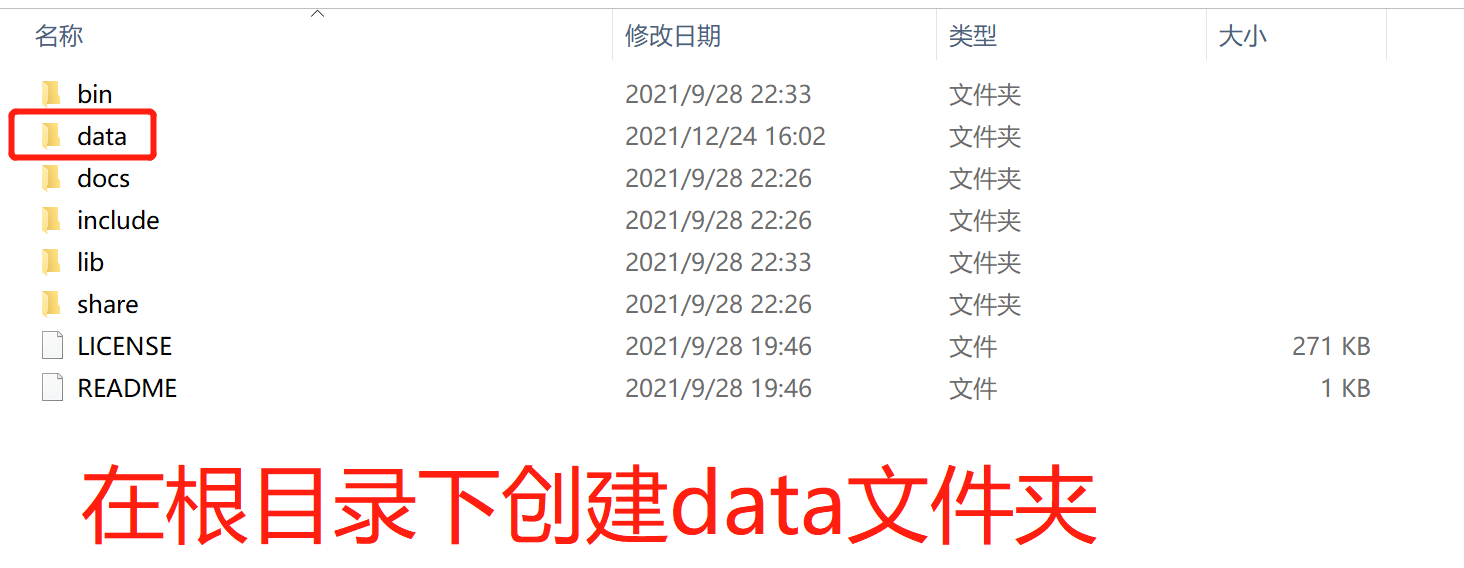 名称 修改日期 类型 大小
bin 2021/9/28 22:33 文件夹
data 2021/12/24 16:02 文件夹
docs 2021/9/28 22:26 文件夹
include 2021/9/28 22:26 文件夹
lib 2021/9/28 22:33 文件夹
share 2021/9/28 22:26 文件夹
LICENSE 2021/9/28 19:46 文件 271 KB
README 2021/9/28 19:46 文件 1 KB
在根目录下创建data文件夹